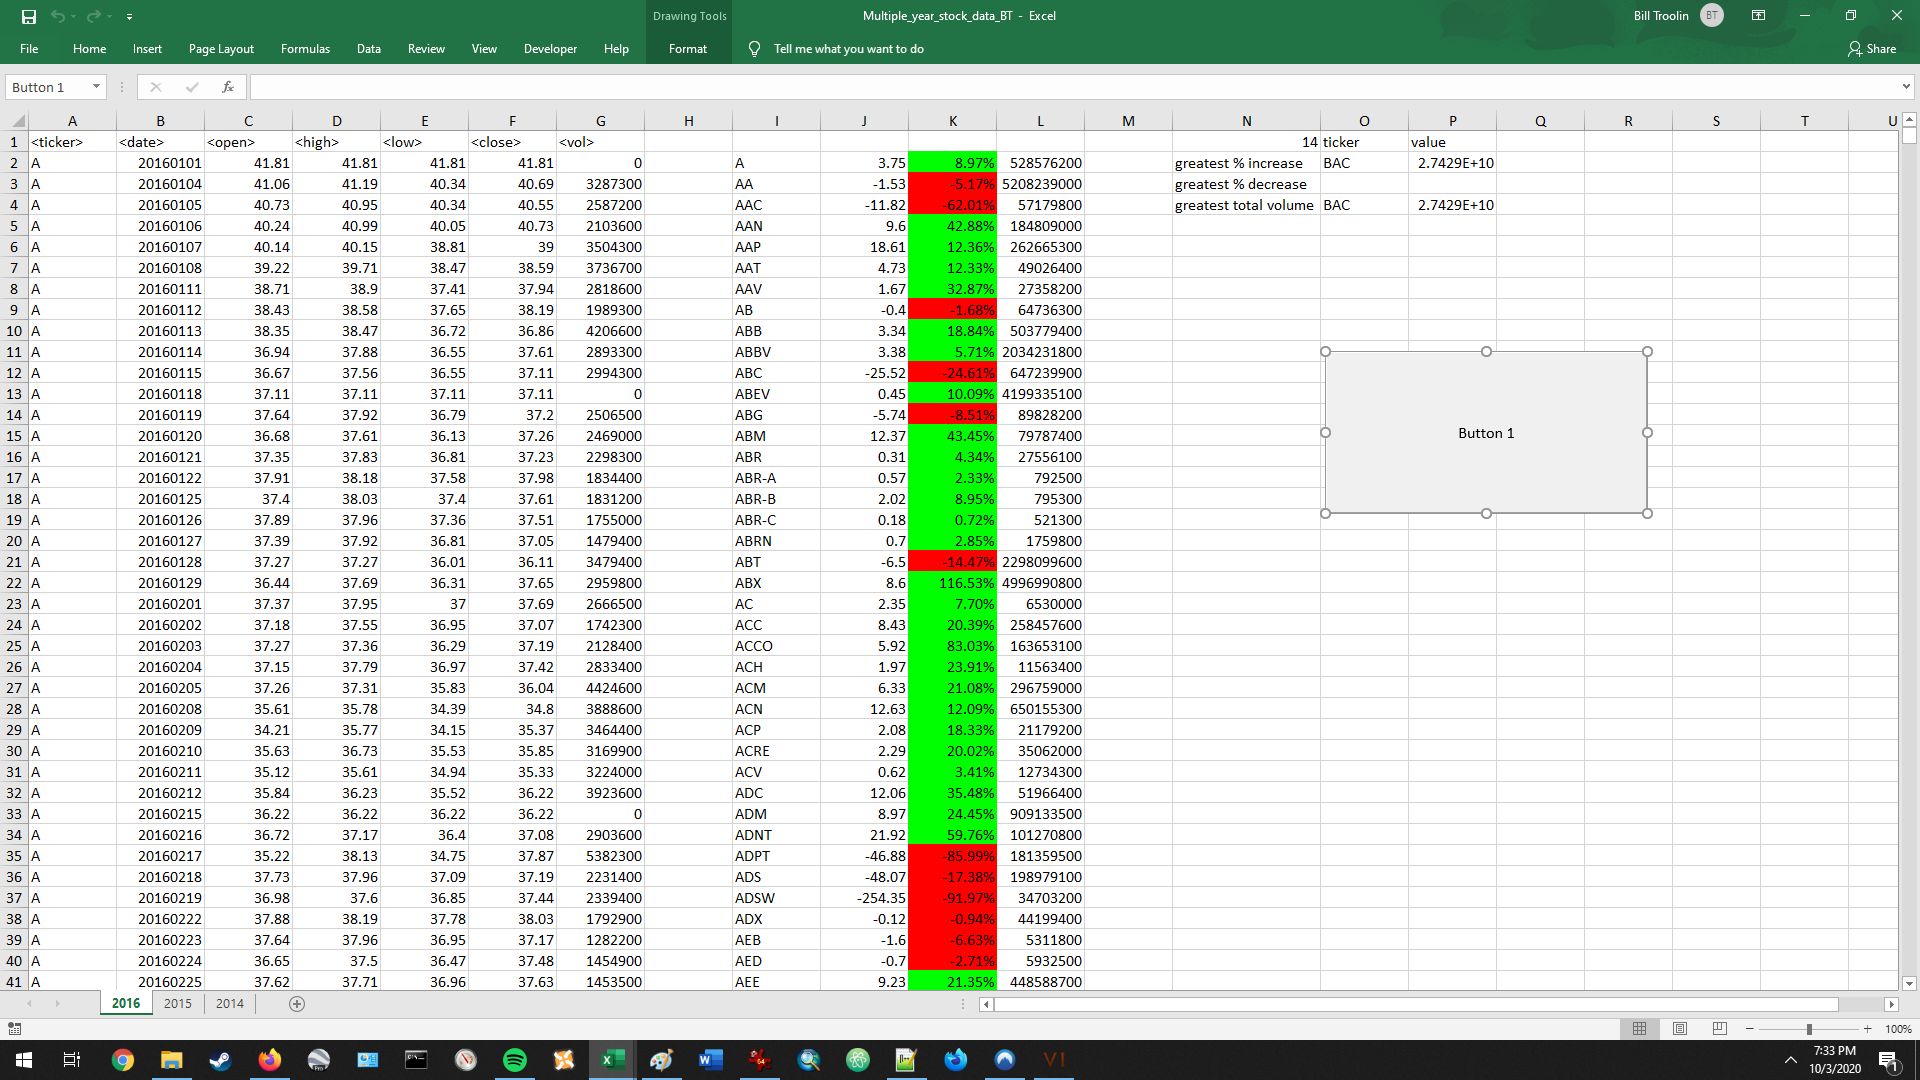 Drawing Tools
Multiple_year_stock_data_BT - Excel
Bill Troolin BT
File Home Insert Page Layout Formulas Data Review View Developer Help Format Tell me what you want to do Share
Button 1 fx
A B C D E F G H I J K L M N O P Q R S T U
1 <ticker> <date> <open> <high> <low> <close> <vol> 14 ticker value
2 A 20160101 41.81 41.81 41.81 41.81 0 A 3.75 8.97% 528576200 greatest % increase BAC 2.7429E+10
3 A 20160104 41.06 41.19 40.34 40.69 3287300 AA -1.53 -5.17% 5208239000 greatest % decrease
4 A 20160105 40.73 40.95 40.34 40.55 2587200 AAC -11.82 -62.01% 57179800 greatest total volume BAC 2.7429E+10
5 A 20160106 40.24 40.99 40.05 40.73 2103600 AAN 9.6 42.88% 184809000
6 A 20160107 40.14 40.15 38.81 39 3504300 AAP 18.61 12.36% 262665300
7 A 20160108 39.22 39.71 38.47 38.59 3736700 AAT 4.73 12.33% 49026400
8 A 20160111 38.71 38.9 37.41 37.94 2818600 AAV 1.67 32.87% 27358200
9 A 20160112 38.43 38.58 37.65 38.19 1989300 AB -0.4 -1.68% 64736300
10 A 20160113 38.35 38.47 36.72 36.86 4206600 ABB 3.34 18.84% 503779400
11 A 20160114 36.94 37.88 36.55 37.61 2893300 ABBV 3.38 5.71% 2034231800
12 A 20160115 36.67 37.56 36.55 37.11 2994300 ABC -25.52 -24.61% 647239900
13 A 20160118 37.11 37.11 37.11 37.11 0 ABEV 0.45 10.09% 4199335100
14 A 20160119 37.64 37.92 36.79 37.2 2506500 ABG -5.74 -8.51% 89828200
15 A 20160120 36.68 37.61 36.13 37.26 2469000 ABM 12.37 43.45% 79787400
Button 1
16 A 20160121 37.35 37.83 36.81 37.23 2298300 ABR 0.31 4.34% 27556100
17 A 20160122 37.91 38.18 37.58 37.98 1834400 ABR-A 0.57 2.33% 792500
18 A 20160125 37.4 38.03 37.4 37.61 1831200 ABR-B 2.02 8.95% 795300
19 A 20160126 37.89 37.96 37.36 37.51 1755000 ABR-C 0.18 0.72% 521300
20 A 20160127 37.39 37.92 36.81 37.05 1479400 ABRN 0.7 2.85% 1759800
21 A 20160128 37.27 37.27 36.01 36.11 3479400 ABT -6.5 -14.47% 2298099600
22 A 20160129 36.44 37.69 36.31 37.65 2959800 ABX 8.6 116.53% 4996990800
23 A 20160201 37.37 37.95 37 37.69 2666500 AC 2.35 7.70% 6530000
24 A 20160202 37.18 37.55 36.95 37.07 1742300 ACC 8.43 20.39% 258457600
25 A 20160203 37.27 37.36 36.29 37.19 2128400 ACCO 5.92 83.03% 163653100
26 A 20160204 37.15 37.79 36.97 37.42 2833400 ACH 1.97 23.91% 11563400
27 A 20160205 37.26 37.31 35.83 36.04 4424600 ACM 6.33 21.08% 296759000
28 A 20160208 35.61 35.78 34.39 34.8 3888600 ACN 12.63 12.09% 650155300
29 A 20160209 34.21 35.77 34.15 35.37 3464400 ACP 2.08 18.33% 21179200
30 A 20160210 35.63 36.73 35.53 35.85 3169900 ACRE 2.29 20.02% 35062000
31 A 20160211 35.12 35.61 34.94 35.33 3224000 ACV 0.62 3.41% 12734300
32 A 20160212 35.84 36.23 35.52 36.22 3923600 ADC 12.06 35.48% 51966400
33 A 20160215 36.22 36.22 36.22 36.22 0 ADM 8.97 24.45% 909133500
34 A 20160216 36.72 37.17 36.4 37.08 2903600 ADNT 21.92 59.76% 101270800
35 A 20160217 35.22 38.13 34.75 37.87 5382300 ADPT -46.88 -85.99% 181359500
36 A 20160218 37.73 37.96 37.09 37.19 2231400 ADS -48.07 -17.38% 198979100
37 A 20160219 36.98 37.6 36.85 37.44 2339400 ADSW -254.35 -91.97% 34703200
38 A 20160222 37.88 38.19 37.78 38.03 1792900 ADX -0.12 -0.94% 44199400
39 A 20160223 37.64 37.96 36.95 37.17 1282200 AEB -1.6 -6.63% 5311800
40 A 20160224 36.65 37.5 36.47 37.48 1454900 AED -0.7 -2.71% 5932500
41 A 20160225 37.62 37.71 36.96 37.63 1453500 AEE 9.23 21.35% 448588700
2016 2015 2014
100%
7:33 PM
10/3/2020